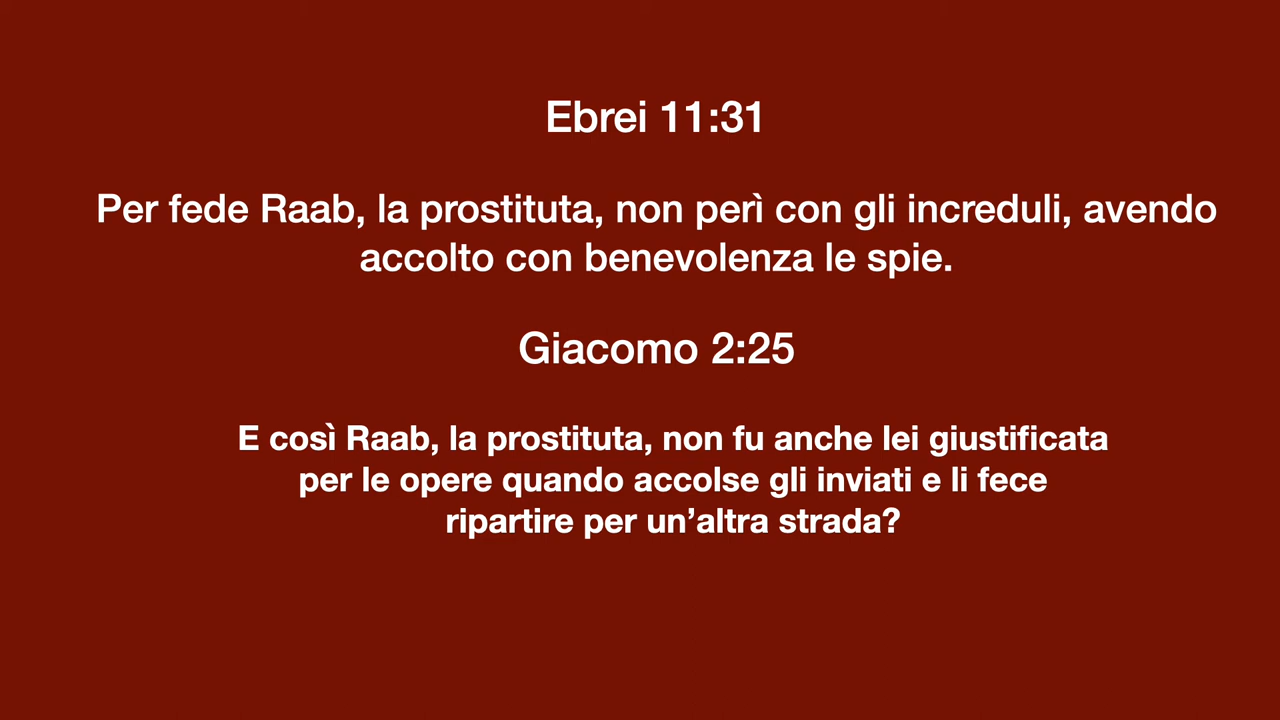 Ebrei 11:31
Per fede Raab, la prostituta, non perì con gli increduli, avendo
accolto con benevolenza le spie.
Giacomo 2:25
E così Raab, la prostituta, non fu anche lei giustificata
per le opere quando accolse gli inviati e li fece
ripartire per un’altra strada?